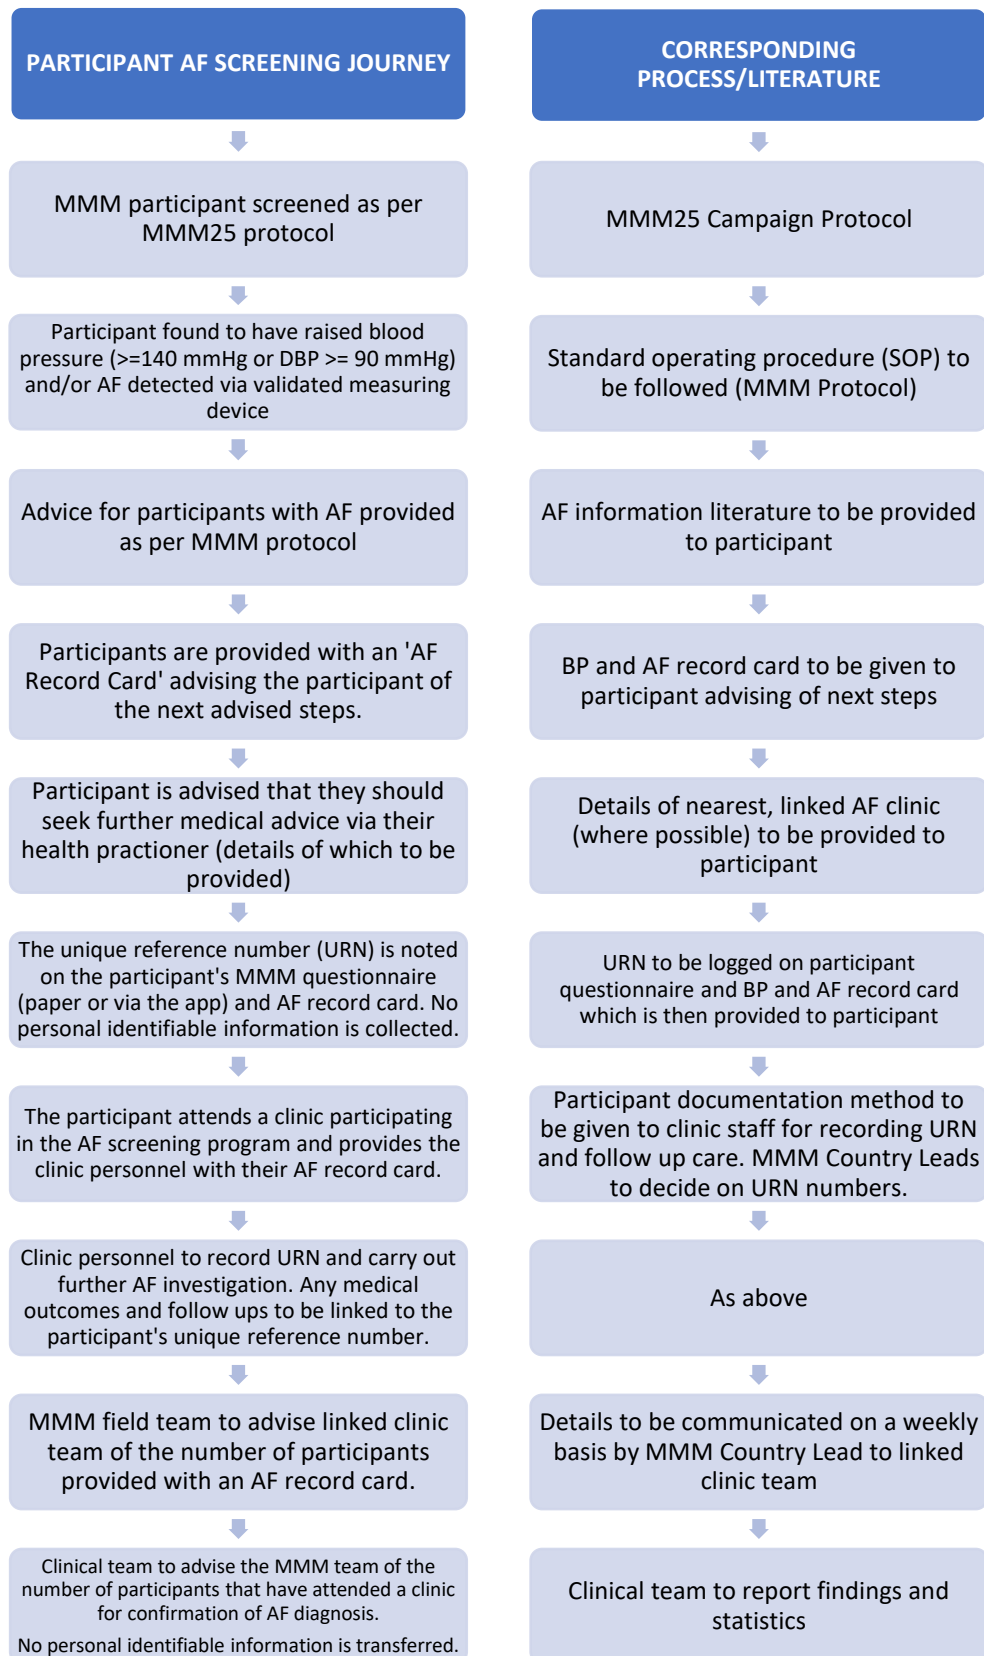 PARTICIPANT AF SCREENING JOURNEY
CORRESPONDING
PROCESS/LITERATURE
MMM participant screened as per
MMM25 protocol
MMM25 Campaign Protocol
Participant found to have raised blood
pressure (>=140 mmHg or DBP >= 90 mmHg)
and/or AF detected via validated measuring
device
Standard operating procedure (SOP) to
be followed (MMM Protocol)
Advice for participants with AF provided
as per MMM protocol
AF information literature to be provided
to participant
Participants are provided with an 'AF
Record Card' advising the participant of
the next advised steps.
BP and AF record card to be given to
participant advising of next steps
Participant is advised that they should
seek further medical advice via their
health practioner (details of which to be
provided)
Details of nearest, linked AF clinic
(where possible) to be provided to
participant
The unique reference number (URN) is noted
on the participant's MMM questionnaire
(paper or via the app) and AF record card. No
personal identifiable information is collected.
URN to be logged on participant
questionnaire and BP and AF record card
which is then provided to participant
The participant attends a clinic participating
in the AF screening program and provides the
clinic personnel with their AF record card.
Participant documentation method to
be given to clinic staff for recording URN
and follow up care. MMM Country Leads
to decide on URN numbers.
Clinic personnel to record URN and carry out
further AF investigation. Any medical
outcomes and follow ups to be linked to the
participant's unique reference number.
As above
MMM field team to advise linked clinic
team of the number of participants
provided with an AF record card.
Details to be communicated on a weekly
basis by MMM Country Lead to linked
clinic team
Clinical team to advise the MMM team of the
number of participants that have attended a clinic
for confirmation of AF diagnosis.
No personal identifiable information is transferred.
Clinical team to report findings and
statistics